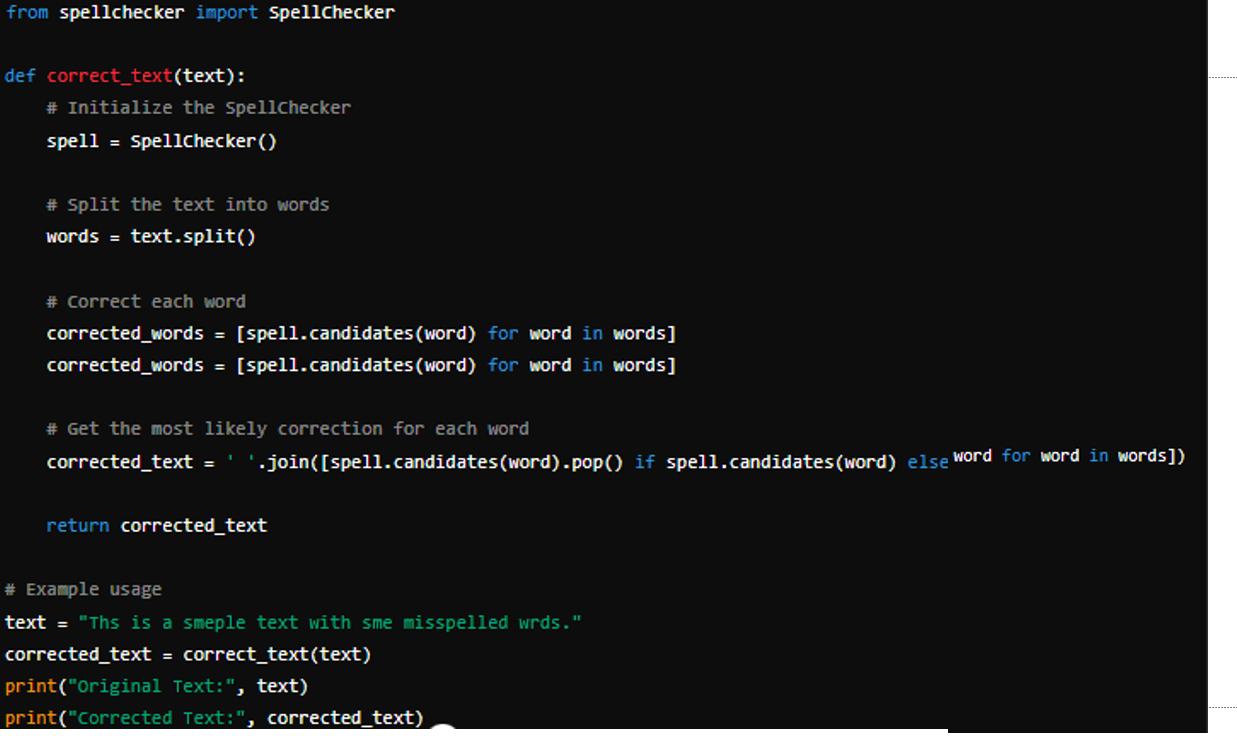 from spellchecker import SpellChecker
def correct_text(text):
# Initialize the SpellChecker
spell = SpellChecker()
# Split the text into words
words = text.split()
# Correct each word
corrected_words = [spell.candidates(word) for word in words]
corrected_words = [spell.candidates(word) for word in words]
# Get the most likely correction for each word
corrected_text = ' '.join([spell.candidates(word).pop() if spell.candidates(word) else word for word in words])
return corrected_text
# Example usage
text = "Ths is a smeple text with sme misspelled wrds."
corrected_text = correct_text(text)
print("Original Text:", text)
print("Corrected Text:", corrected_text)